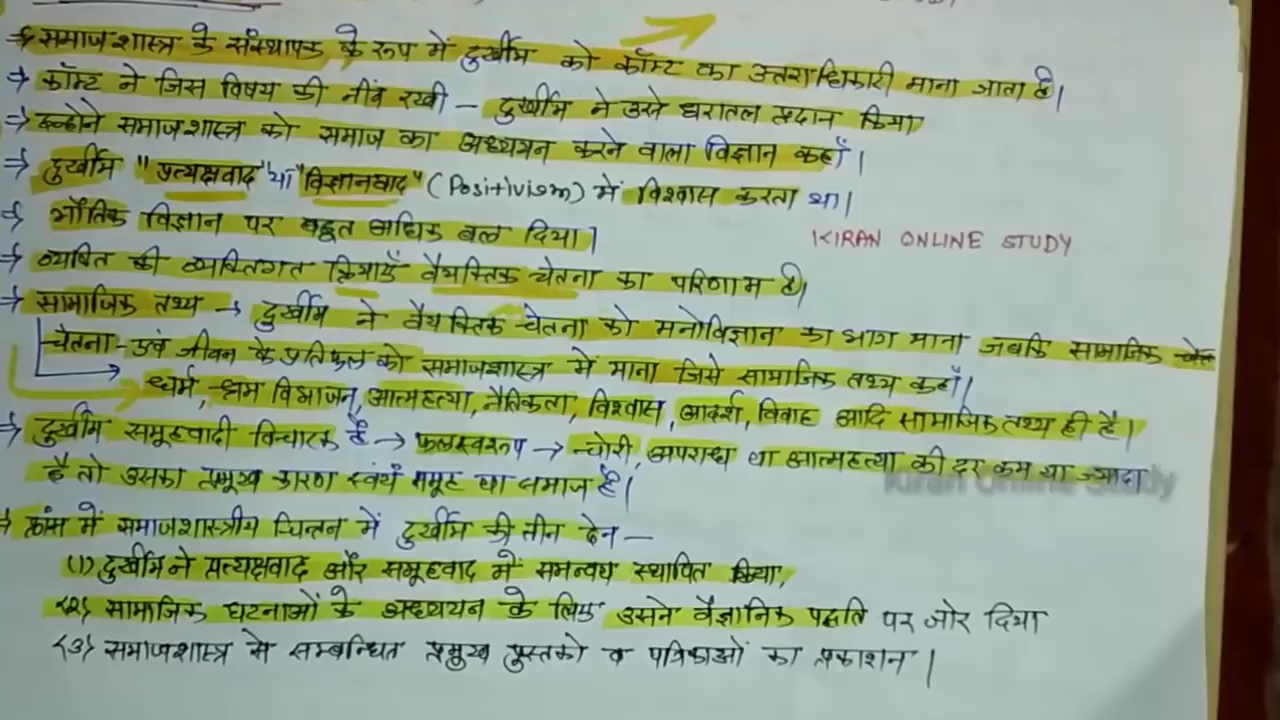 ⇒ समाजशास्त्र के संस्थापक के रूप में दुर्खीम को कॉम्ट का उत्तराधिकारी माना जाता है।
⇒ कॉम्ट ने जिस विषय की नींव रखी – दुर्खीम ने उसे धरातल प्रदान किया
⇒ उन्होने समाजशास्त्र को समाज का अध्ययन करने वाला विज्ञान कहाँ।
⇒ दुर्खीम "प्रत्यक्षवाद" या "विज्ञानवाद" (Positivism) में विश्वास करता था।
⇒ भौतिक विज्ञान पर बहुत अधिक बल दिया।
KIRAN ONLINE STUDY
⇒ व्यक्ति की व्यक्तिगत क्रियाएँ वैयक्तिक चेतना का परिणाम है।
⇒ सामाजिक तथ्य → दुर्खीम ने वैयक्तिक चेतना को मनोविज्ञान का भाग माना जबकि सामाजिक
चेतना एवं जीवन के प्रतिकूल को समाजशास्त्र में माना जिसे सामाजिक तथ्य कहाँ।
धर्म, श्रम विभाजन, आत्महत्या, नैतिकता, विश्वास, आदर्श, विवाह आदि सामाजिक तथ्य ही है।
⇒ दुर्खीम समूहवादी विचारक है → फलस्वरूप → चोरी, अपराध या आत्महत्या की दर कम या ज्यादा
है तो उसका प्रमुख कारण स्वंय समूह या समाज है।
Kiran Online Study
⇒ फ्रांस में समाजशास्त्रीय चिन्तन में दुर्खीम की तीन देन —
(1) दुर्खीम ने प्रत्यक्षवाद और समूहवाद में समन्वय स्थापित किया,
(2) सामाजिक घटनाओं के अध्ययन के लिए उसने वैज्ञानिक पद्धति पर जोर दिया
(3) समाजशास्त्र से सम्बन्धित प्रमुख पुस्तको व पत्रिकाओं का प्रकाशन।